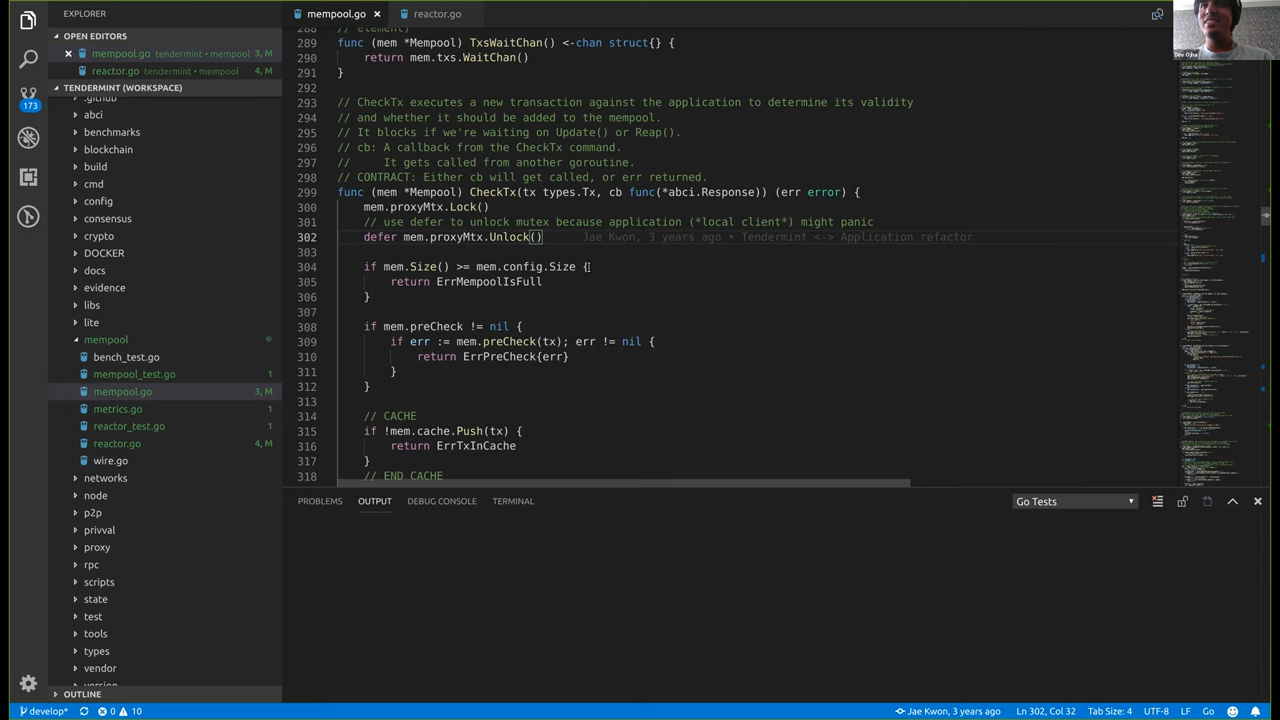 EXPLORER
mempool.go
reactor.go
Dev Ojha
OPEN EDITORS
mempool.go tendermint • mempool 3, M
reactor.go tendermint • mempool 4, M
TENDERMINT (WORKSPACE)
173
.github
abci
benchmarks
blockchain
build
cmd
config
consensus
crypto
DOCKER
docs
evidence
libs
lite
mempool
bench_test.go
mempool_test.go 1
mempool.go 3, M
metrics.go 1
reactor_test.go 1
reactor.go 4, M
wire.go
networks
node
p2p
privval
proxy
rpc
scripts
state
test
tools
types
vendor
version
OUTLINE
288 // element)
289 func (mem *Mempool) TxsWaitChan() <-chan struct{} {
290 return mem.txs.WaitChan()
291 }
292
293 // CheckTx executes a new transaction against the application to determine its validity
294 // and whether it should be added to the mempool.
295 // It blocks if we're waiting on Update() or Reap().
296 // cb: A callback from the CheckTx command.
297 // It gets called from another goroutine.
298 // CONTRACT: Either cb will get called, or err returned.
299 func (mem *Mempool) CheckTx(tx types.Tx, cb func(*abci.Response)) (err error) {
300 mem.proxyMtx.Lock()
301 // use defer to unlock mutex because application (*local client*) might panic
302 defer mem.proxyMtx.Unlock() Jae Kwon, 3 years ago • Tendermint <-> Application refactor
303
304 if mem.Size() >= mem.config.Size {
305 return ErrMempoolIsFull
306 }
307
308 if mem.preCheck != nil {
309 if err := mem.preCheck(tx); err != nil {
310 return ErrPreCheck{err}
311 }
312 }
313
314 // CACHE
315 if !mem.cache.Push(tx) {
316 return ErrTxInCache
317 }
318 // END CACHE
PROBLEMS OUTPUT DEBUG CONSOLE TERMINAL
Go Tests
develop* 0 10
Jae Kwon, 3 years ago Ln 302, Col 32 Tab Size: 4 UTF-8 LF Go